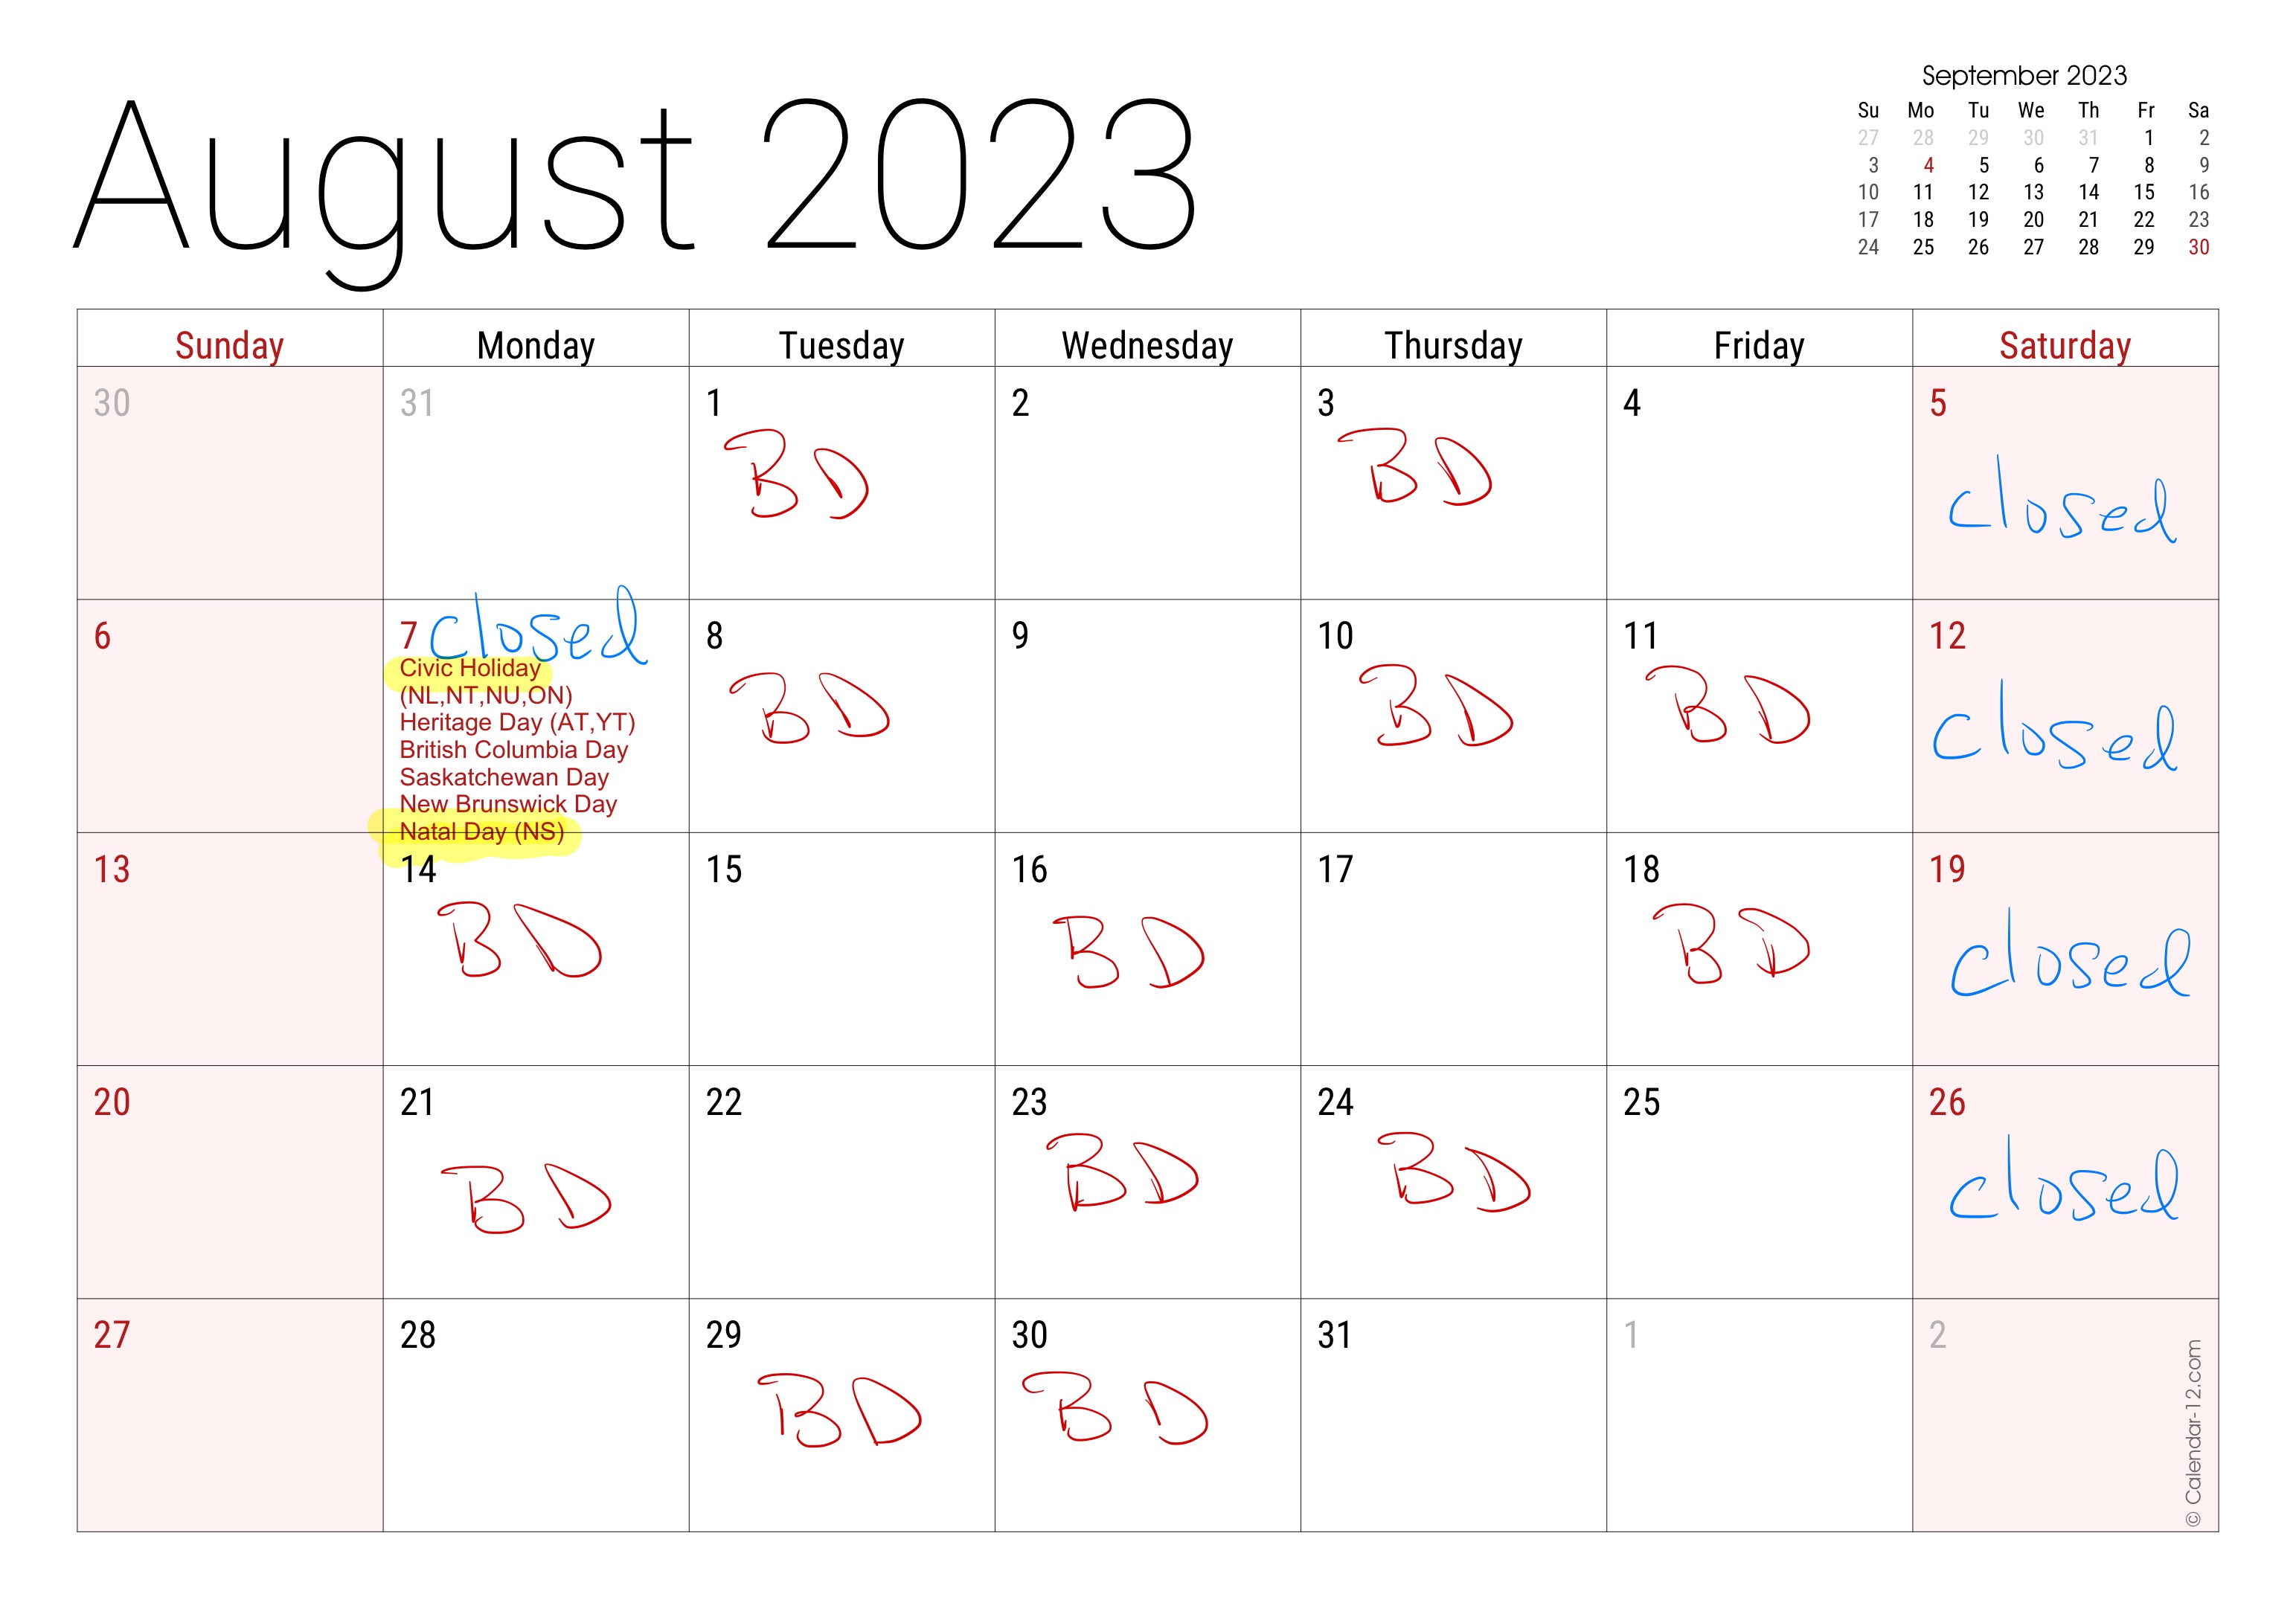 August 2023
September 2023
Su Mo Tu We Th Fr Sa
27 28 29 30 31 1 2
3 4 5 6 7 8 9
10 11 12 13 14 15 16
17 18 19 20 21 22 23
24 25 26 27 28 29 30
Sunday Monday Tuesday Wednesday Thursday Friday Saturday
30 31 1 2 3 4 5
BD BD closed
6 7 closed 8 9 10 11 12
Civic Holiday
(NL,NT,NU,ON)
Heritage Day (AT,YT)
British Columbia Day
Saskatchewan Day
New Brunswick Day
Natal Day (NS)
BD BD BD closed
13 14 15 16 17 18 19
BD BD BD closed
20 21 22 23 24 25 26
BD BD BD closed
27 28 29 30 31 1 2
BD BD
© Calendar-12.com